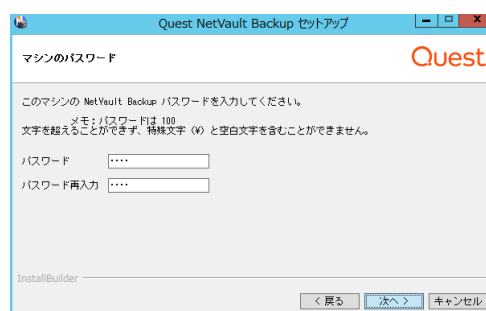 Quest NetVault Backup セットアップ
マシンのパスワード
Quest
このマシンの NetVault Backup パスワードを入力してください。
メモ:パスワードは 100
文字を超えることができず、特殊文字 (¥) と空白文字を含むことができません。
パスワード ····
パスワード再入力 ····
InstallBuilder
< 戻る 次へ > キャンセル